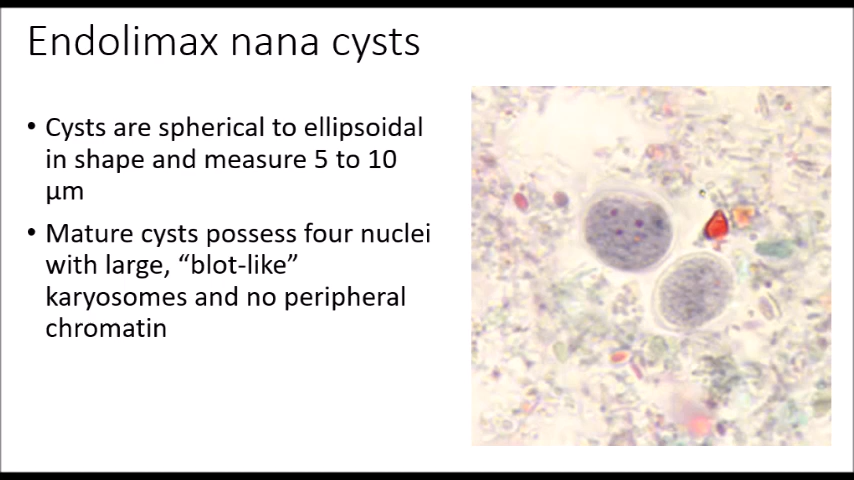 Endolimax nana cysts
• Cysts are spherical to ellipsoidal
in shape and measure 5 to 10
µm
• Mature cysts possess four nuclei
with large, “blot-like”
karyosomes and no peripheral
chromatin